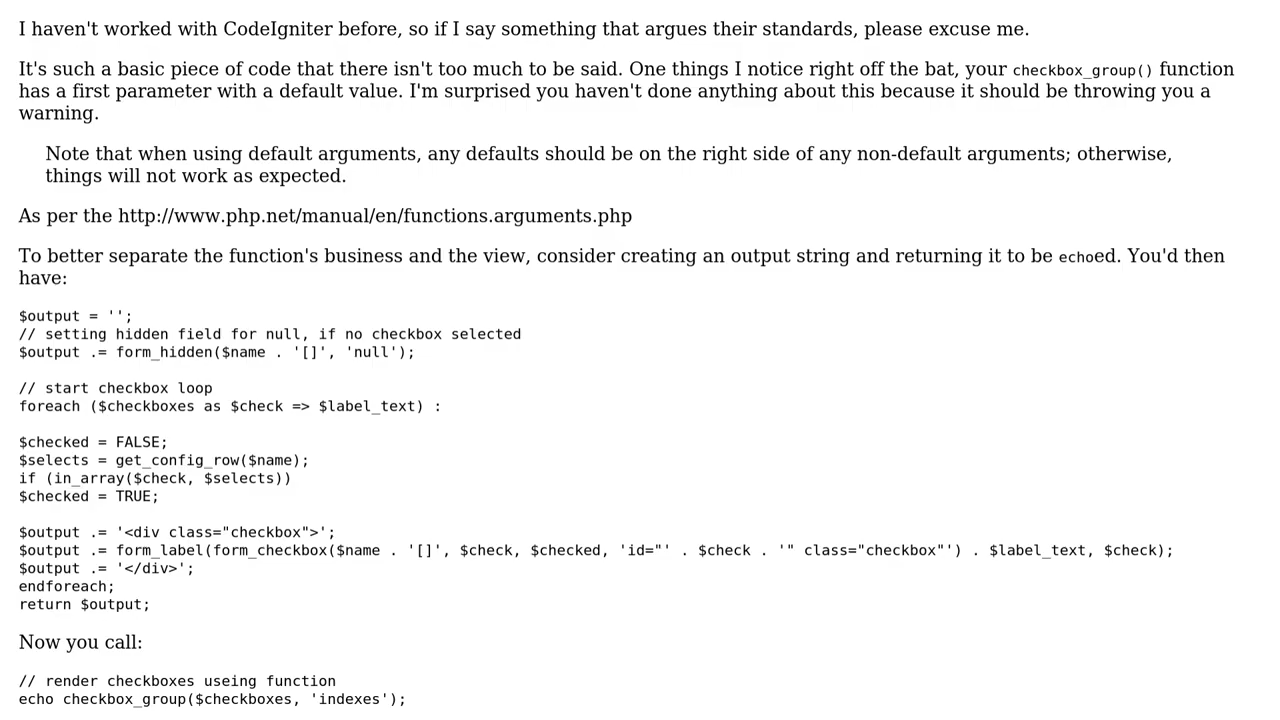 I haven't worked with CodeIgniter before, so if I say something that argues their standards, please excuse me.
It's such a basic piece of code that there isn't too much to be said. One things I notice right off the bat, your checkbox_group() function
has a first parameter with a default value. I'm surprised you haven't done anything about this because it should be throwing you a
warning.
Note that when using default arguments, any defaults should be on the right side of any non-default arguments; otherwise,
things will not work as expected.
As per the http://www.php.net/manual/en/functions.arguments.php
To better separate the function's business and the view, consider creating an output string and returning it to be echoed. You'd then
have:
$output = '';
// setting hidden field for null, if no checkbox selected
$output .= form_hidden($name . '[]', 'null');
// start checkbox loop
foreach ($checkboxes as $check => $label_text) :
$checked = FALSE;
$selects = get_config_row($name);
if (in_array($check, $selects))
$checked = TRUE;
$output .= '<div class="checkbox">';
$output .= form_label(form_checkbox($name . '[]', $check, $checked, 'id="' . $check . '" class="checkbox"') . $label_text, $check);
$output .= '</div>';
endforeach;
return $output;
Now you call:
// render checkboxes useing function
echo checkbox_group($checkboxes, 'indexes');